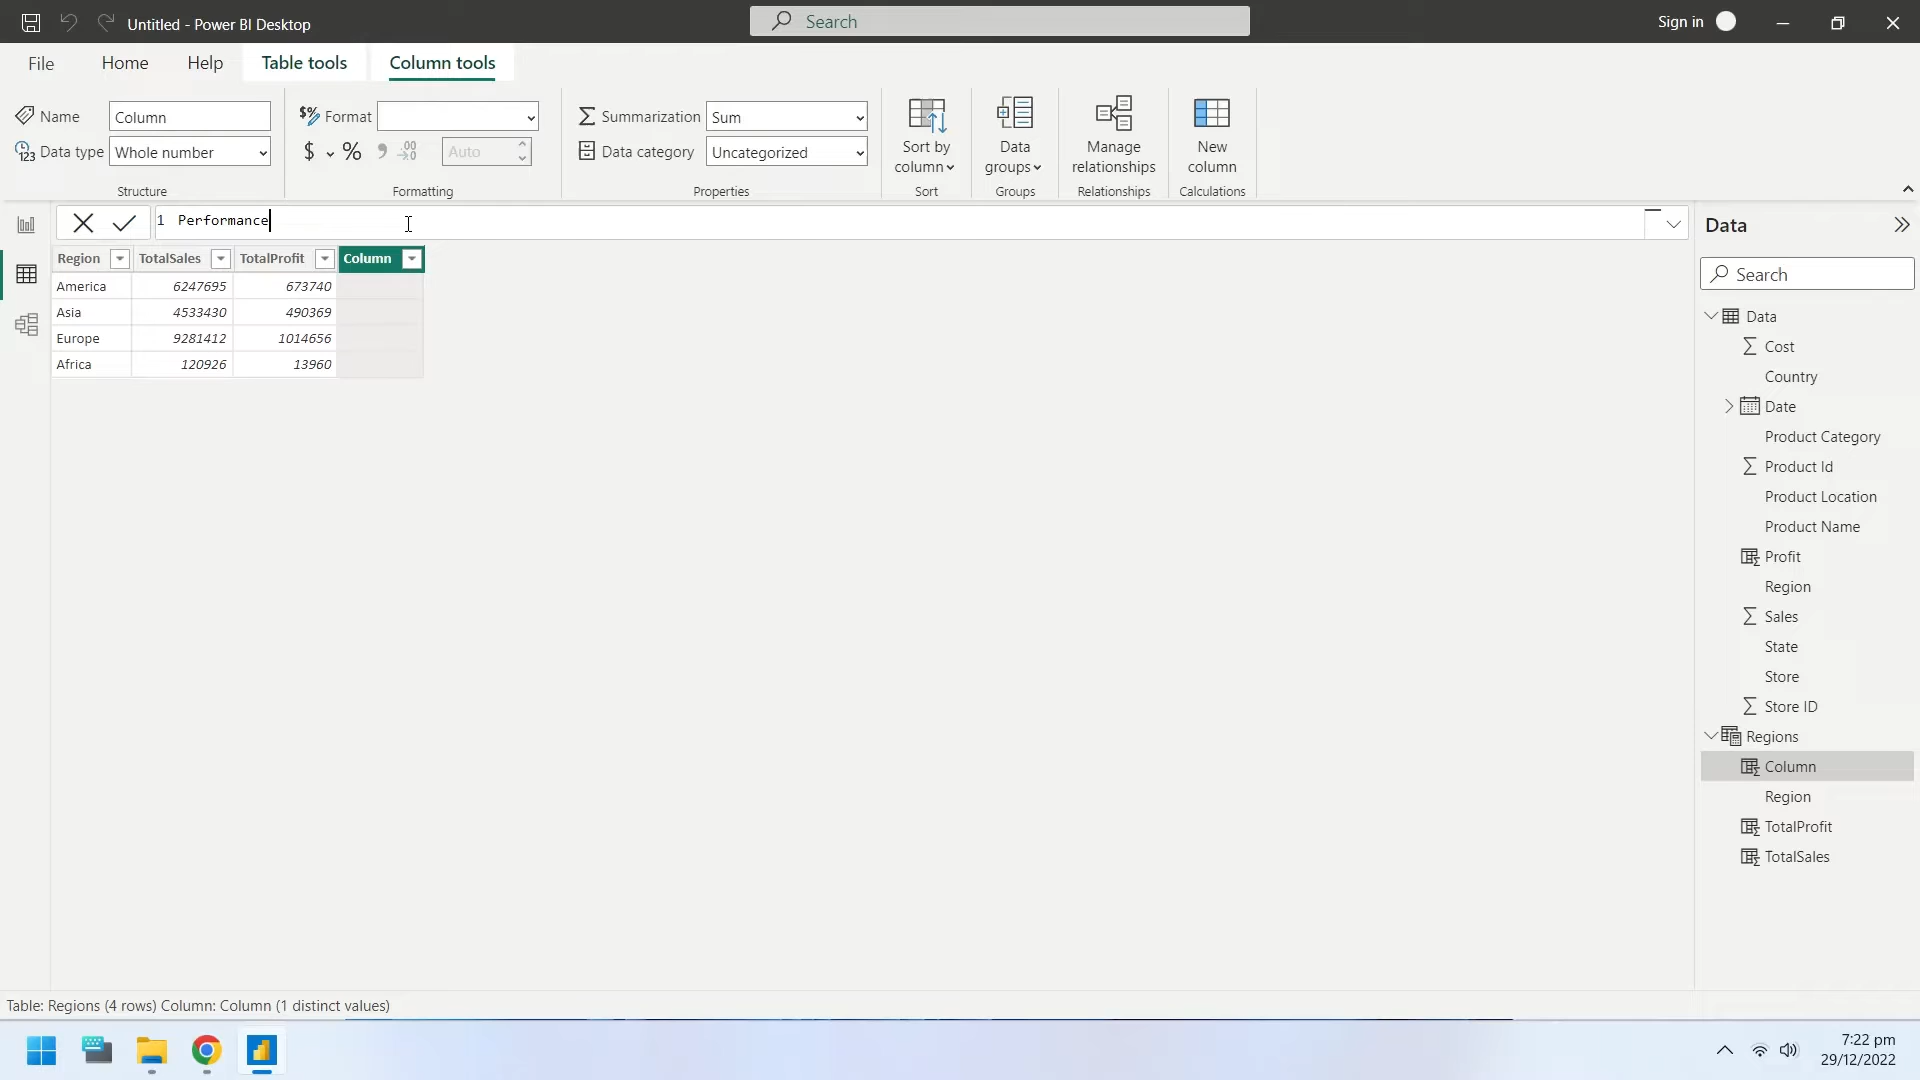 Untitled - Power BI Desktop
Search
Sign in
File
Home
Help
Table tools
Column tools
Name
Column
Format
Summarization
Sum
Data type
Whole number
$
%
Auto
Data category
Uncategorized
Sort by
column
Data
groups
Manage
relationships
New
column
Structure
Formatting
Properties
Sort
Groups
Relationships
Calculations
1 Performance
Region
TotalSales
TotalProfit
Column
America 6247695 673740
Asia 4533430 490369
Europe 9281412 1014656
Africa 120926 13960
Data
Search
Data
Cost
Country
Date
Product Category
Product Id
Product Location
Product Name
Profit
Region
Sales
State
Store
Store ID
Regions
Column
Region
TotalProfit
TotalSales
Table: Regions (4 rows) Column: Column (1 distinct values)
7:22 pm
29/12/2022